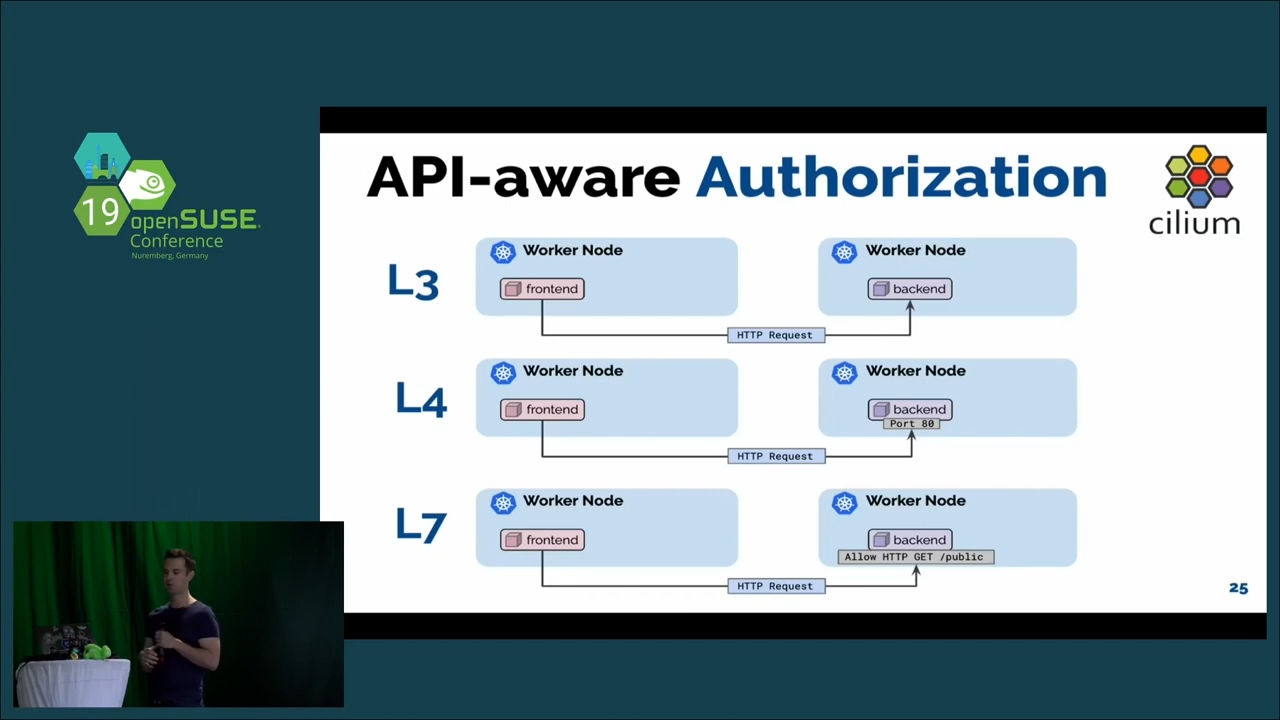 19
openSUSE
Conference
Nuremberg, Germany
API-aware Authorization
cilium
L3
Worker Node
frontend
Worker Node
backend
HTTP Request
L4
Worker Node
frontend
Worker Node
backend
Port 80
HTTP Request
L7
Worker Node
frontend
Worker Node
backend
Allow HTTP GET /public
HTTP Request
25